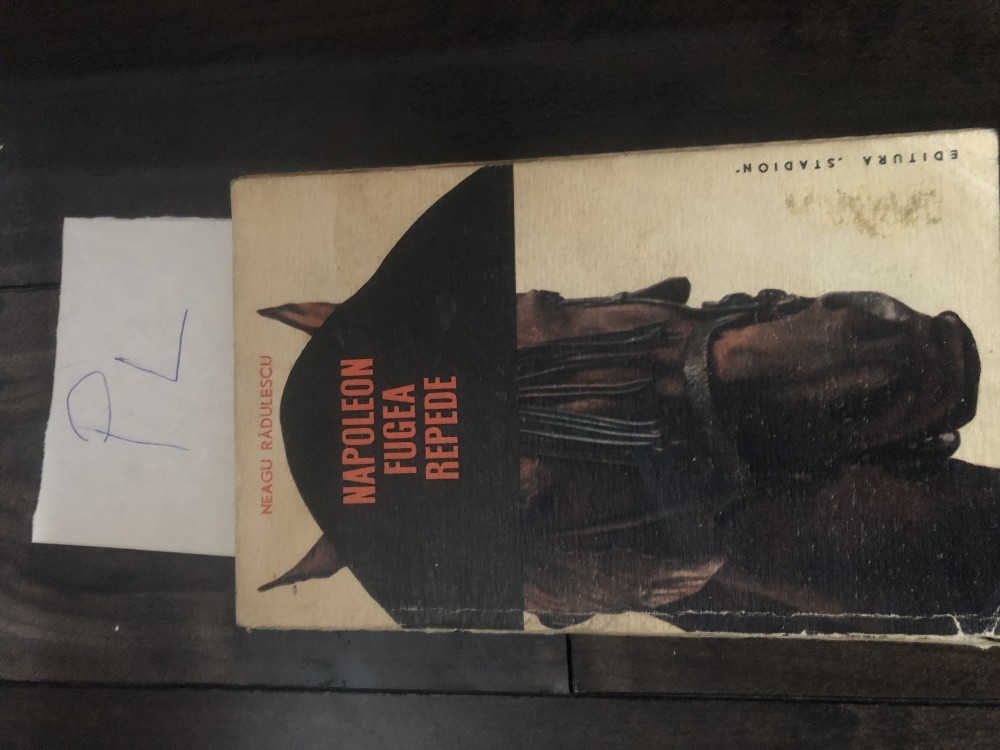 PL
NEAGU RĂDULESCU
NAPOLEON
FUGEA
REPEDE
EDITURA „STADION"